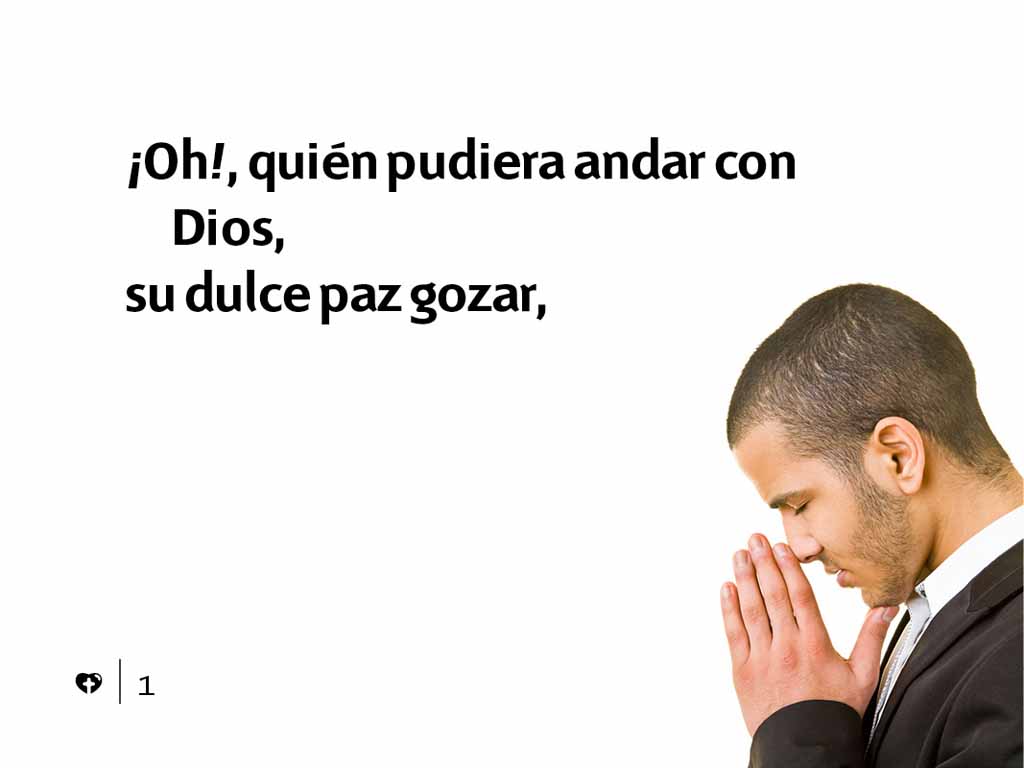 ¡Oh!, quién pudiera andar con
Dios,
su dulce paz gozar,
1